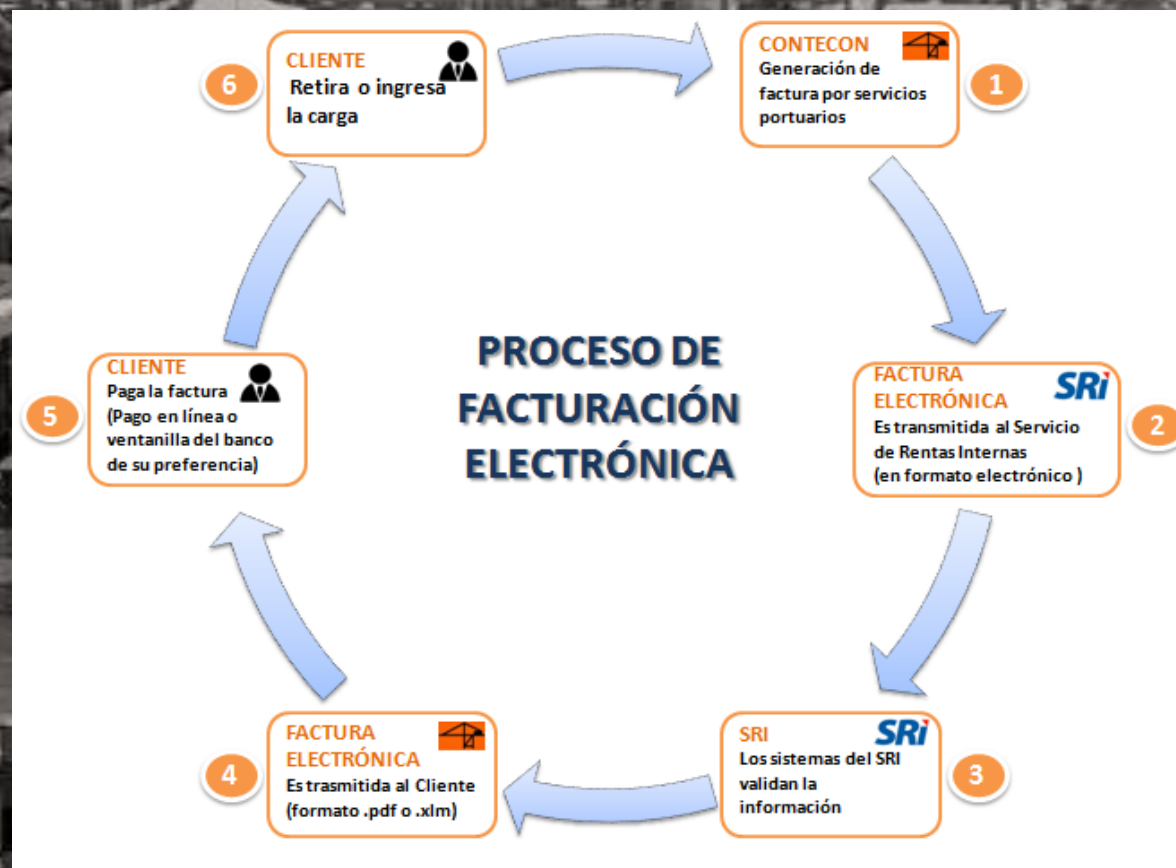 PROCESO DE
FACTURACIÓN
ELECTRÓNICA
1
CONTECON
Generación de
factura por servicios
portuarios
2
FACTURA
ELECTRÓNICA
SRi
Es transmitida al Servicio
de Rentas Internas
(en formato electrónico )
3
SRI
SRi
Los sistemas del SRI
validan la
información
4
FACTURA
ELECTRÓNICA
Es trasmitida al Cliente
(formato .pdf o .xlm)
5
CLIENTE
Paga la factura
(Pago en línea o
ventanilla del banco
de su preferencia)
6
CLIENTE
Retira o ingresa
la carga